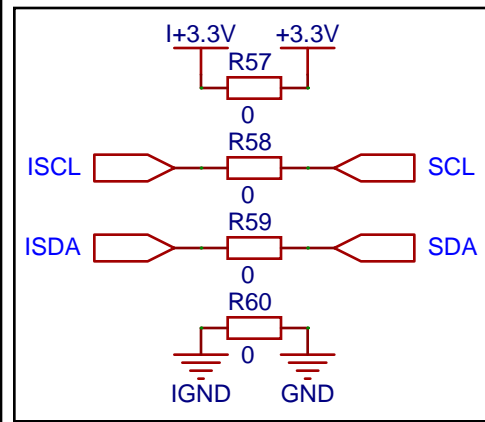 I+3.3V +3.3V
R57
0
R58
ISCL SCL
0
R59
ISDA SDA
0
R60
0
IGND GND